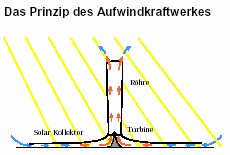 Das Prinzip des Aufwindkraftwerkes
Röhre
Solar Kollektor
Turbine